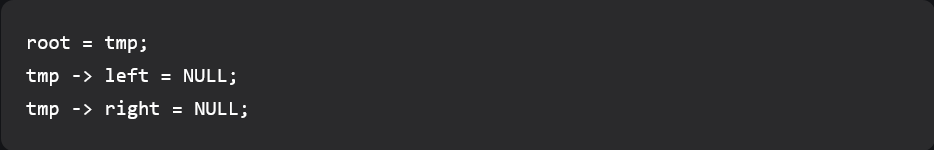 root = tmp;
tmp -> left = NULL;
tmp -> right = NULL;